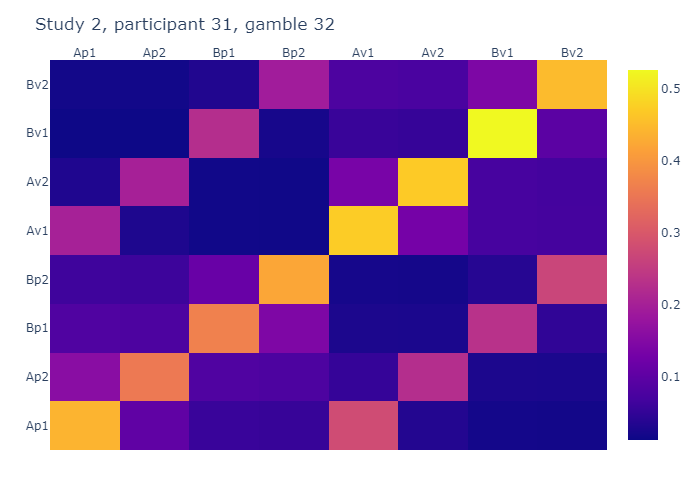 Study 2, participant 31, gamble 32
Ap1 Ap2 Bp1 Bp2 Av1 Av2 Bv1 Bv2
Bv2
Bv1
Av2
Av1
Bp2
Bp1
Ap2
Ap1
0.5
0.4
0.3
0.2
0.1